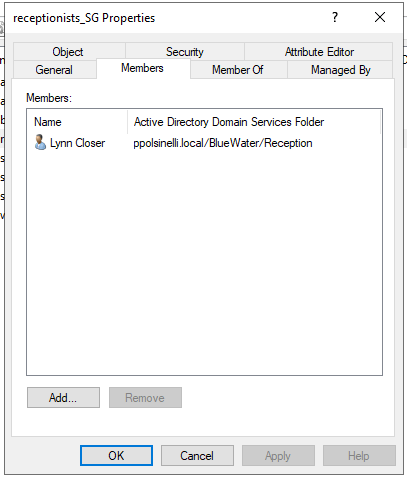 receptionists_SG Properties
? ×
Object Security Attribute Editor
General Members Member Of Managed By
Members:
Name Active Directory Domain Services Folder
Lynn Closer ppolsinelli.local/BlueWater/Reception
Add... Remove
OK Cancel Apply Help